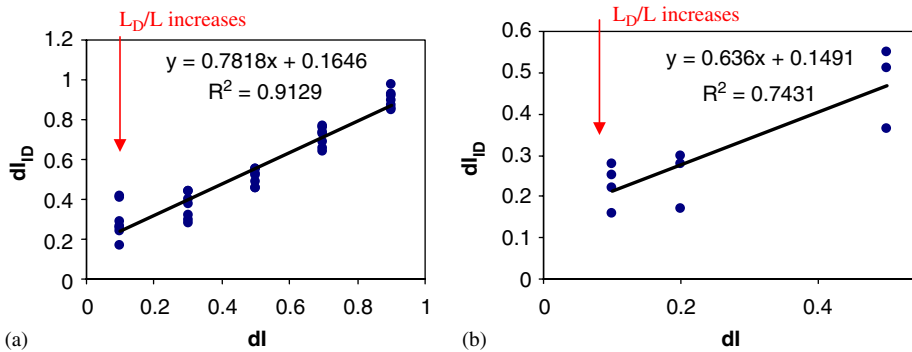 L_D/L increases
1.2
1
0.8
0.6
0.4
0.2
0
y = 0.7818x + 0.1646
R² = 0.9129
dI_ID
0 0.2 0.4 0.6 0.8 1
(a) dI
L_D/L increases
0.6
0.5
0.4
0.3
0.2
0.1
0
y = 0.636x + 0.1491
R² = 0.7431
dI_ID
0 0.2 0.4
(b) dI